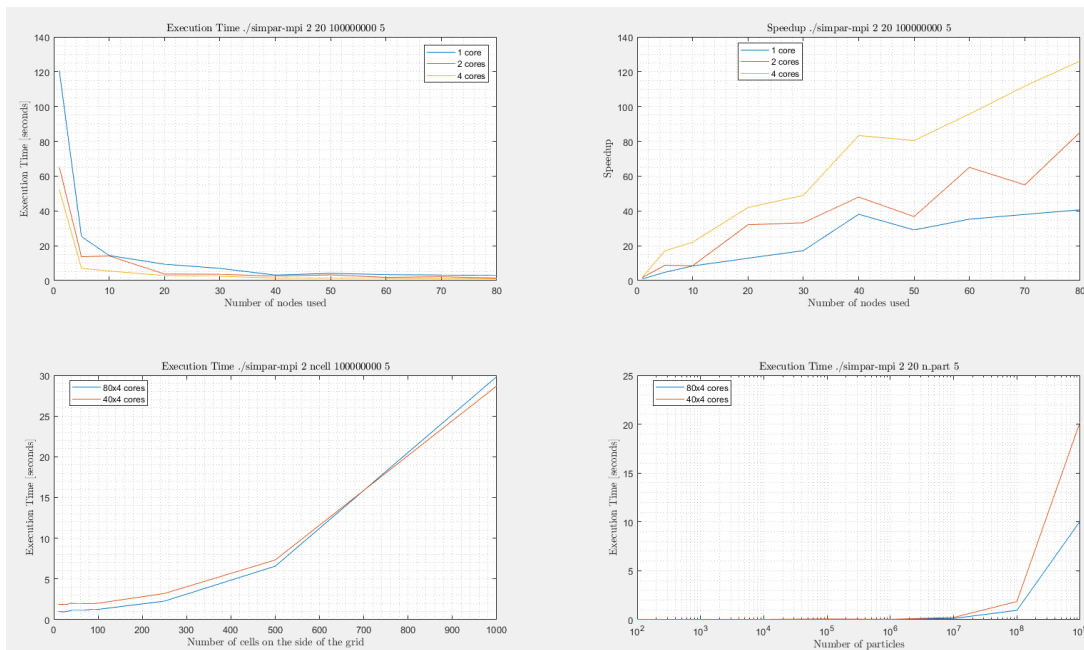 Execution Time ./simpar-mpi 2 20 100000000 5
140
120
100
80
60
40
20
0
Execution Time [seconds]
1 core
2 cores
4 cores
0 10 20 30 40 50 60 70 80
Number of nodes used
Speedup ./simpar-mpi 2 20 100000000 5
140
120
100
80
60
40
20
0
Speedup
1 core
2 cores
4 cores
0 10 20 30 40 50 60 70 80
Number of nodes used
Execution Time ./simpar-mpi 2 ncell 100000000 5
30
25
20
15
10
5
0
Execution Time [seconds]
80x4 cores
40x4 cores
0 100 200 300 400 500 600 700 800 900 1000
Number of cells on the side of the grid
Execution Time ./simpar-mpi 2 20 n.part 5
25
20
15
10
5
0
Execution Time [seconds]
80x4 cores
40x4 cores
10² 10³ 10⁴ 10⁵ 10⁶ 10⁷ 10⁸
Number of particles